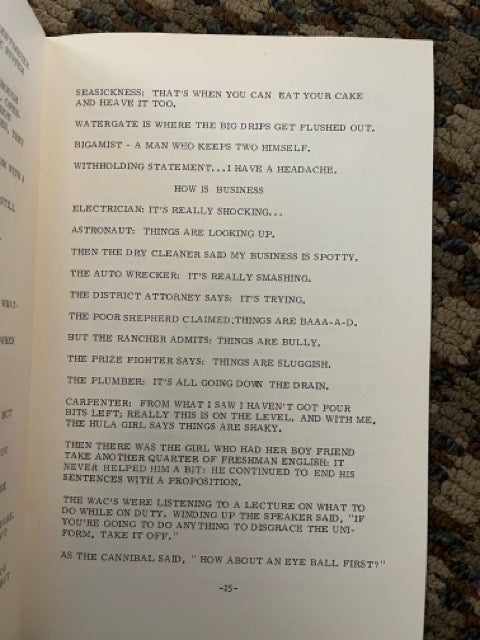 SEASICKNESS: THAT'S WHEN YOU CAN EAT YOUR CAKE
AND HEAVE IT TOO.
WATERGATE IS WHERE THE BIG DRIPS GET FLUSHED OUT.
BIGAMIST - A MAN WHO KEEPS TWO HIMSELF.
WITHHOLDING STATEMENT...I HAVE A HEADACHE.
HOW IS BUSINESS
ELECTRICIAN: IT'S REALLY SHOCKING...
ASTRONAUT: THINGS ARE LOOKING UP.
THEN THE DRY CLEANER SAID MY BUSINESS IS SPOTTY.
THE AUTO WRECKER: IT'S REALLY SMASHING.
THE DISTRICT ATTORNEY SAYS: IT'S TRYING.
THE POOR SHEPHERD CLAIMED:THINGS ARE BAAA-A-D.
BUT THE RANCHER ADMITS: THINGS ARE BULLY.
THE PRIZE FIGHTER SAYS: THINGS ARE SLUGGISH.
THE PLUMBER: IT'S ALL GOING DOWN THE DRAIN.
CARPENTER: FROM WHAT I SAW I HAVEN'T GOT FOUR
BITS LEFT; REALLY THIS IS ON THE LEVEL, AND WITH ME.
THE HULA GIRL SAYS THINGS ARE SHAKY.
THEN THERE WAS THE GIRL WHO HAD HER BOY FRIEND
TAKE ANOTHER QUARTER OF FRESHMAN ENGLISH: IT
NEVER HELPED HIM A BIT: HE CONTINUED TO END HIS
SENTENCES WITH A PROPOSITION.
THE WAC'S WERE LISTENING TO A LECTURE ON WHAT TO
DO WHILE ON DUTY. WINDING UP THE SPEAKER SAID, "IF
YOU'RE GOING TO DO ANYTHING TO DISGRACE THE UNI-
FORM, TAKE IT OFF."
AS THE CANNIBAL SAID, " HOW ABOUT AN EYE BALL FIRST?"
-25-